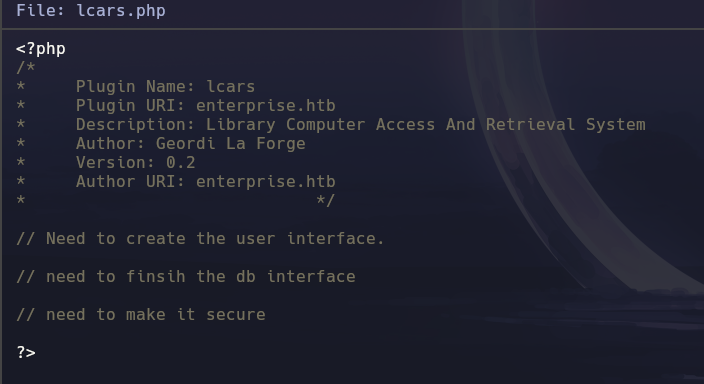 File: lcars.php
<?php
/*
*     Plugin Name: lcars
*     Plugin URI: enterprise.htb
*     Description: Library Computer Access And Retrieval System
*     Author: Geordi La Forge
*     Version: 0.2
*     Author URI: enterprise.htb
*                             */
// Need to create the user interface.
// need to finsih the db interface
// need to make it secure
?>